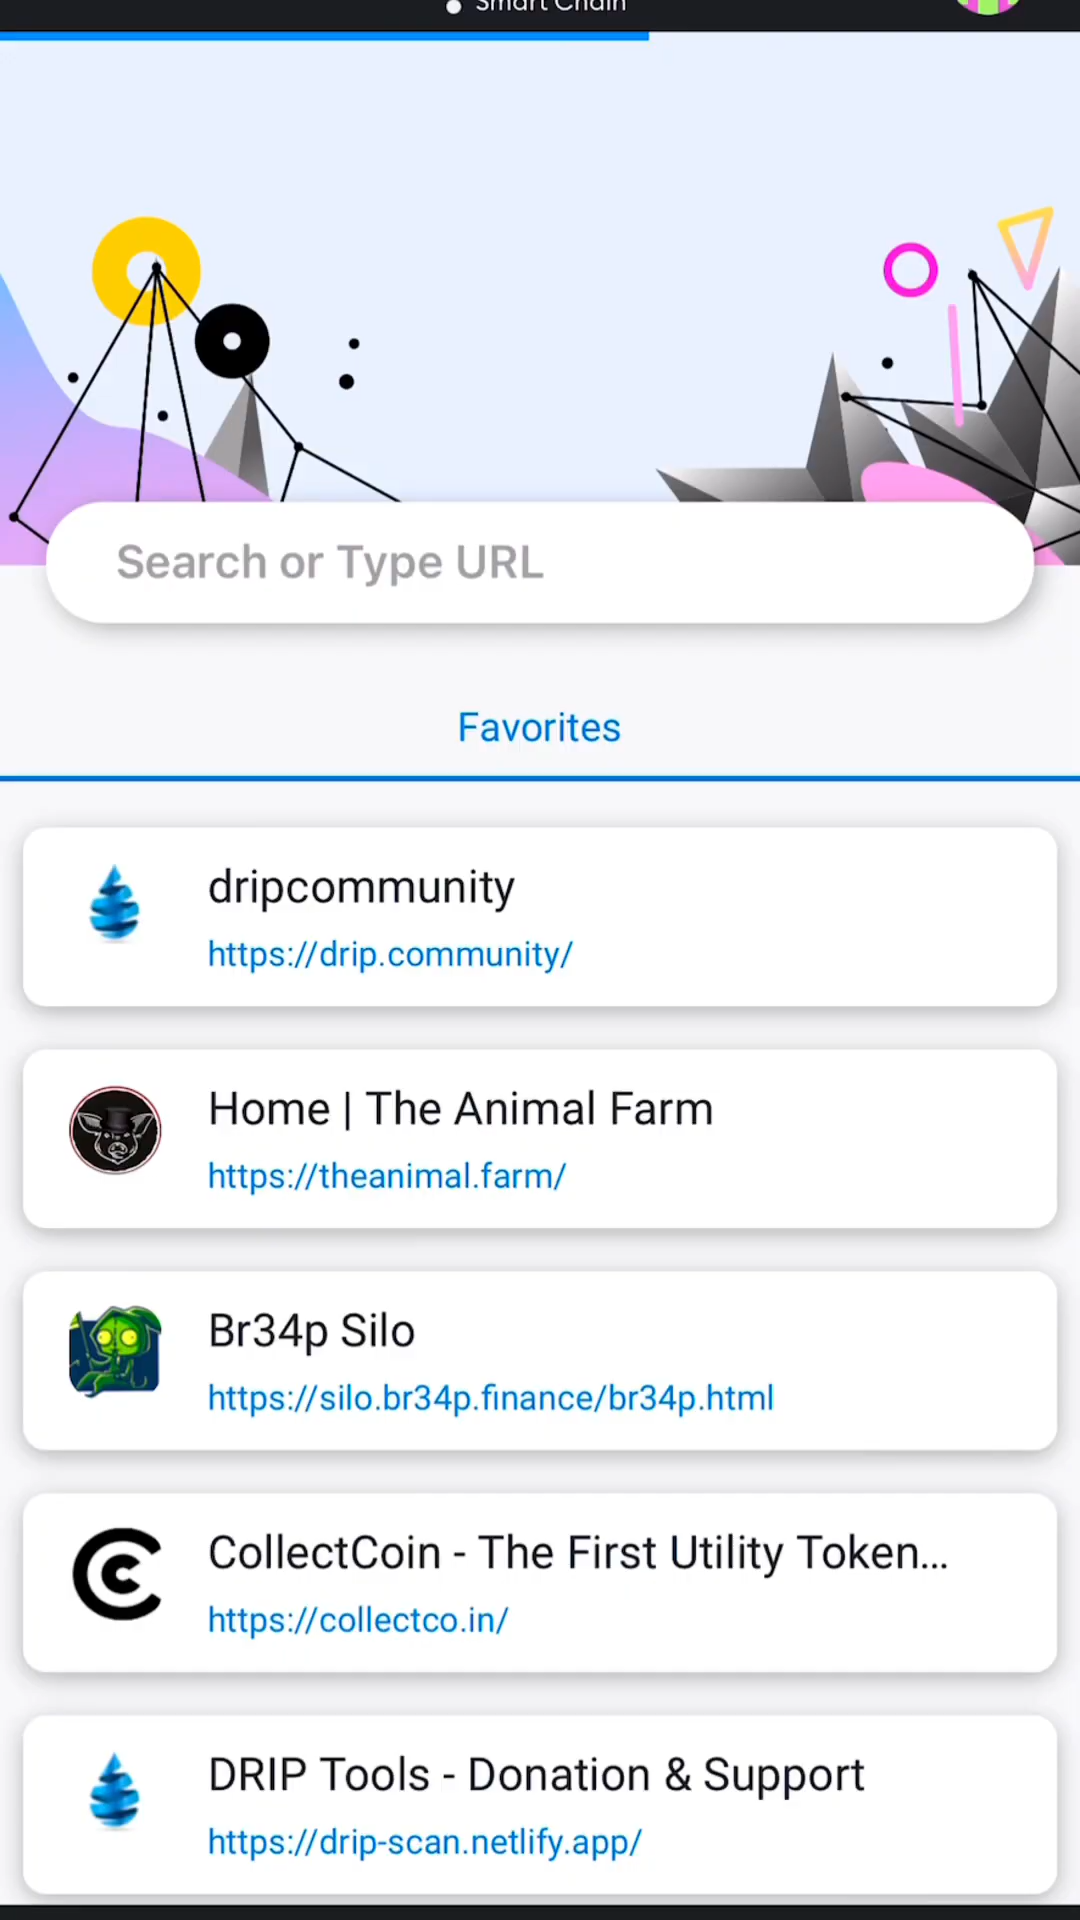 Smart Chain
Search or Type URL
Favorites
dripcommunity
https://drip.community/
Home | The Animal Farm
https://theanimal.farm/
Br34p Silo
https://silo.br34p.finance/br34p.html
CollectCoin - The First Utility Token...
https://collectco.in/
DRIP Tools - Donation & Support
https://drip-scan.netlify.app/